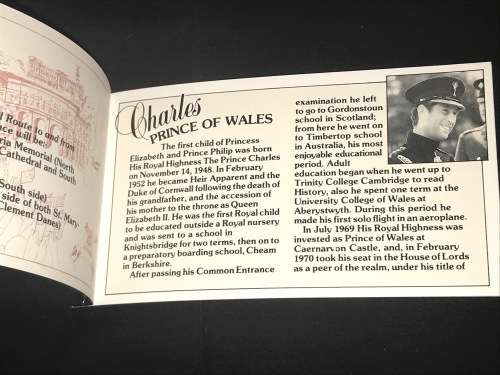 l Route to and from
ce will be:
ria Memorial (North
Cathedral and South
South side)
side of both St. Mary-
Clement Danes)
Charles
PRINCE OF WALES
The first child of Princess
Elizabeth and Prince Philip was born
His Royal Highness The Prince Charles
on November 14, 1948. In February
1952 he became Heir Apparent and the
Duke of Cornwall following the death of
his grandfather, and the accession of
his mother to the throne as Queen
Elizabeth II. He was the first Royal child
to be educated outside a Royal nursery
and was sent to a school in
Knightsbridge for two terms, then on to
a preparatory boarding school, Cheam
in Berkshire.
After passing his Common Entrance
examination he left
to go to Gordonstoun
school in Scotland;
from here he went on
to Timbertop school
in Australia, his most
enjoyable educational
period. Adult
education began when he went up to
Trinity College Cambridge to read
History, also he spent one term at the
University College of Wales at
Aberystwyth. During this period he
made his first solo flight in an aeroplane.
In July 1969 His Royal Highness was
invested as Prince of Wales at
Caernarvon Castle, and, in February
1970 took his seat in the House of Lords
as a peer of the realm, under his title of